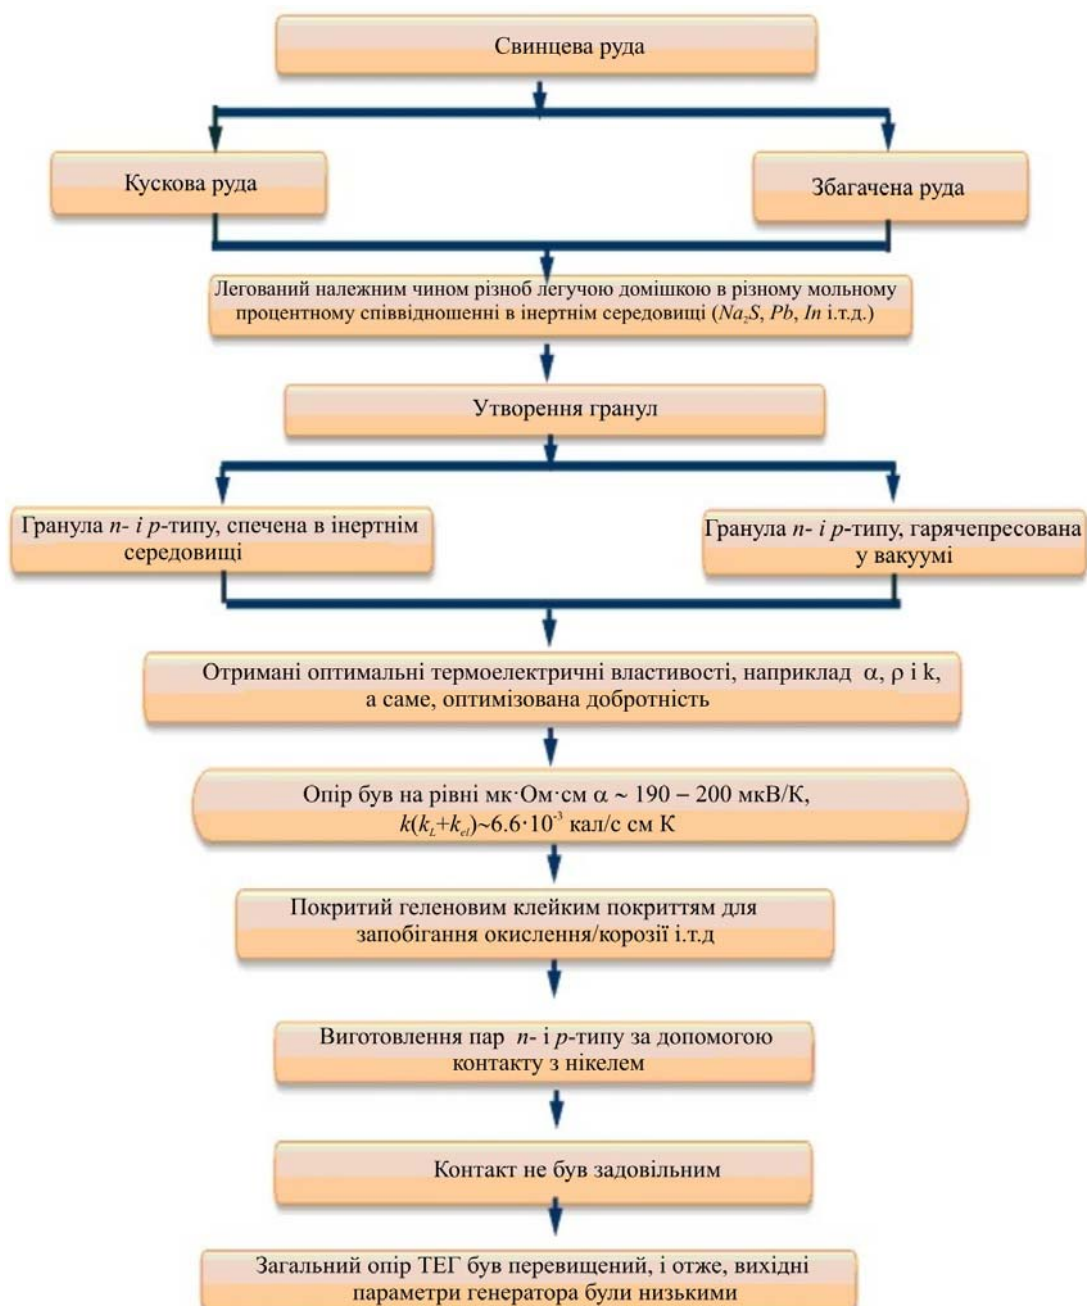 Свинцева руда
Кускова руда
Збагачена руда
Легований належним чином різноб легучою домішкою в різному мольному
процентному співвідношенні в інертнім середовищі (Na₂S, Pb, In і.т.д.)
Утворення гранул
Гранула n- і p-типу, спечена в інертнім
середовищі
Гранула n- і p-типу, гарячепресована
у вакуумі
Отримані оптимальні термоелектричні властивості, наприклад α, ρ і k,
а саме, оптимізована добротність
Опір був на рівні мк·Ом·см α ~ 190 – 200 мкВ/К,
k(k_L+k_el)~6.6·10⁻³ кал/с см К
Покритий геленовим клейким покриттям для
запобігання окислення/корозії і.т.д
Виготовлення пар n- і p-типу за допомогою
контакту з нікелем
Контакт не був задовільним
Загальний опір ТЕГ був перевищений, і отже, вихідні
параметри генератора були низькими